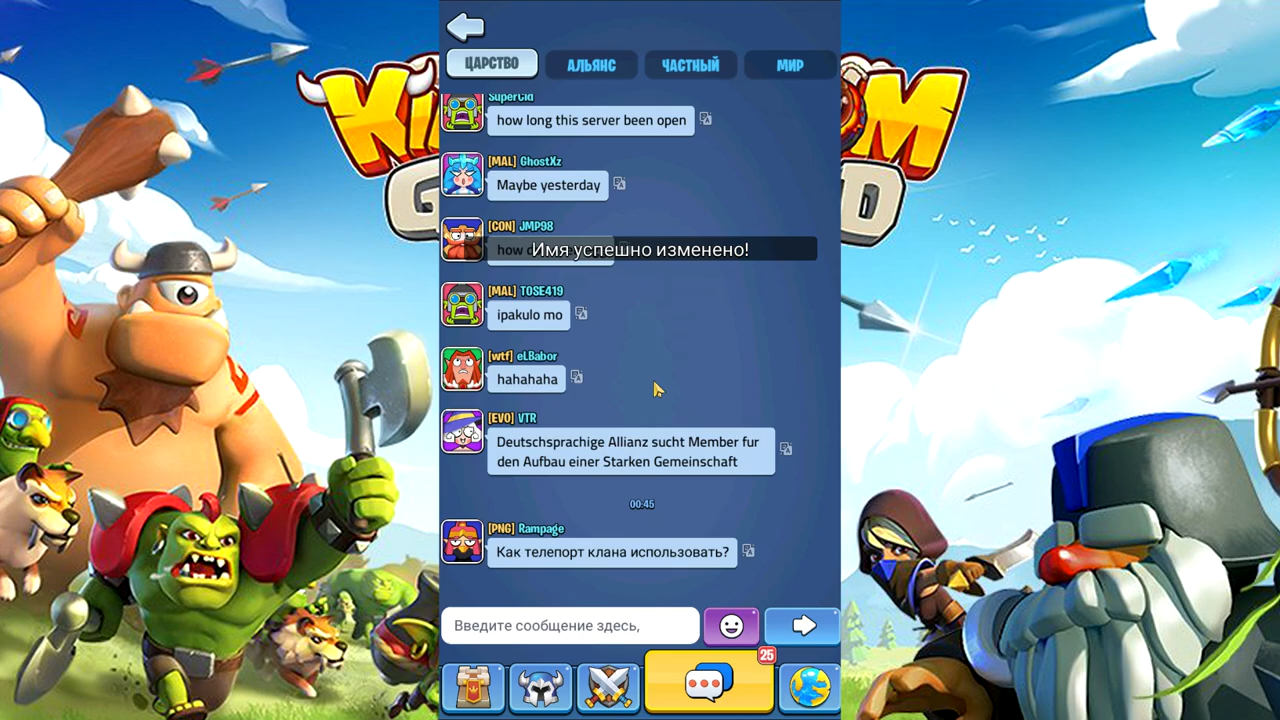 ЦАРСТВО
АЛЬЯНС
ЧАСТНЫЙ
МИР
SuperCid
how long this server been open
[MAL] GhostXz
Maybe yesterday
[CON] JMP98
how d
Имя успешно изменено!
[MAL] TOSE419
ipakulo mo
[wtf] eLBabor
hahahaha
[EVO] VTR
Deutschsprachige Allianz sucht Member fur
den Aufbau einer Starken Gemeinschaft
00:45
[PNG] Rampage
Как телепорт клана использовать?
Введите сообщение здесь,
25